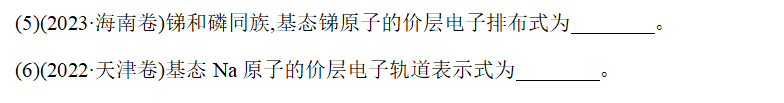 (5)(2023·海南卷)锑和磷同族,基态锑原子的价层电子排布式为________。
(6)(2022·天津卷)基态 Na 原子的价层电子轨道表示式为________。